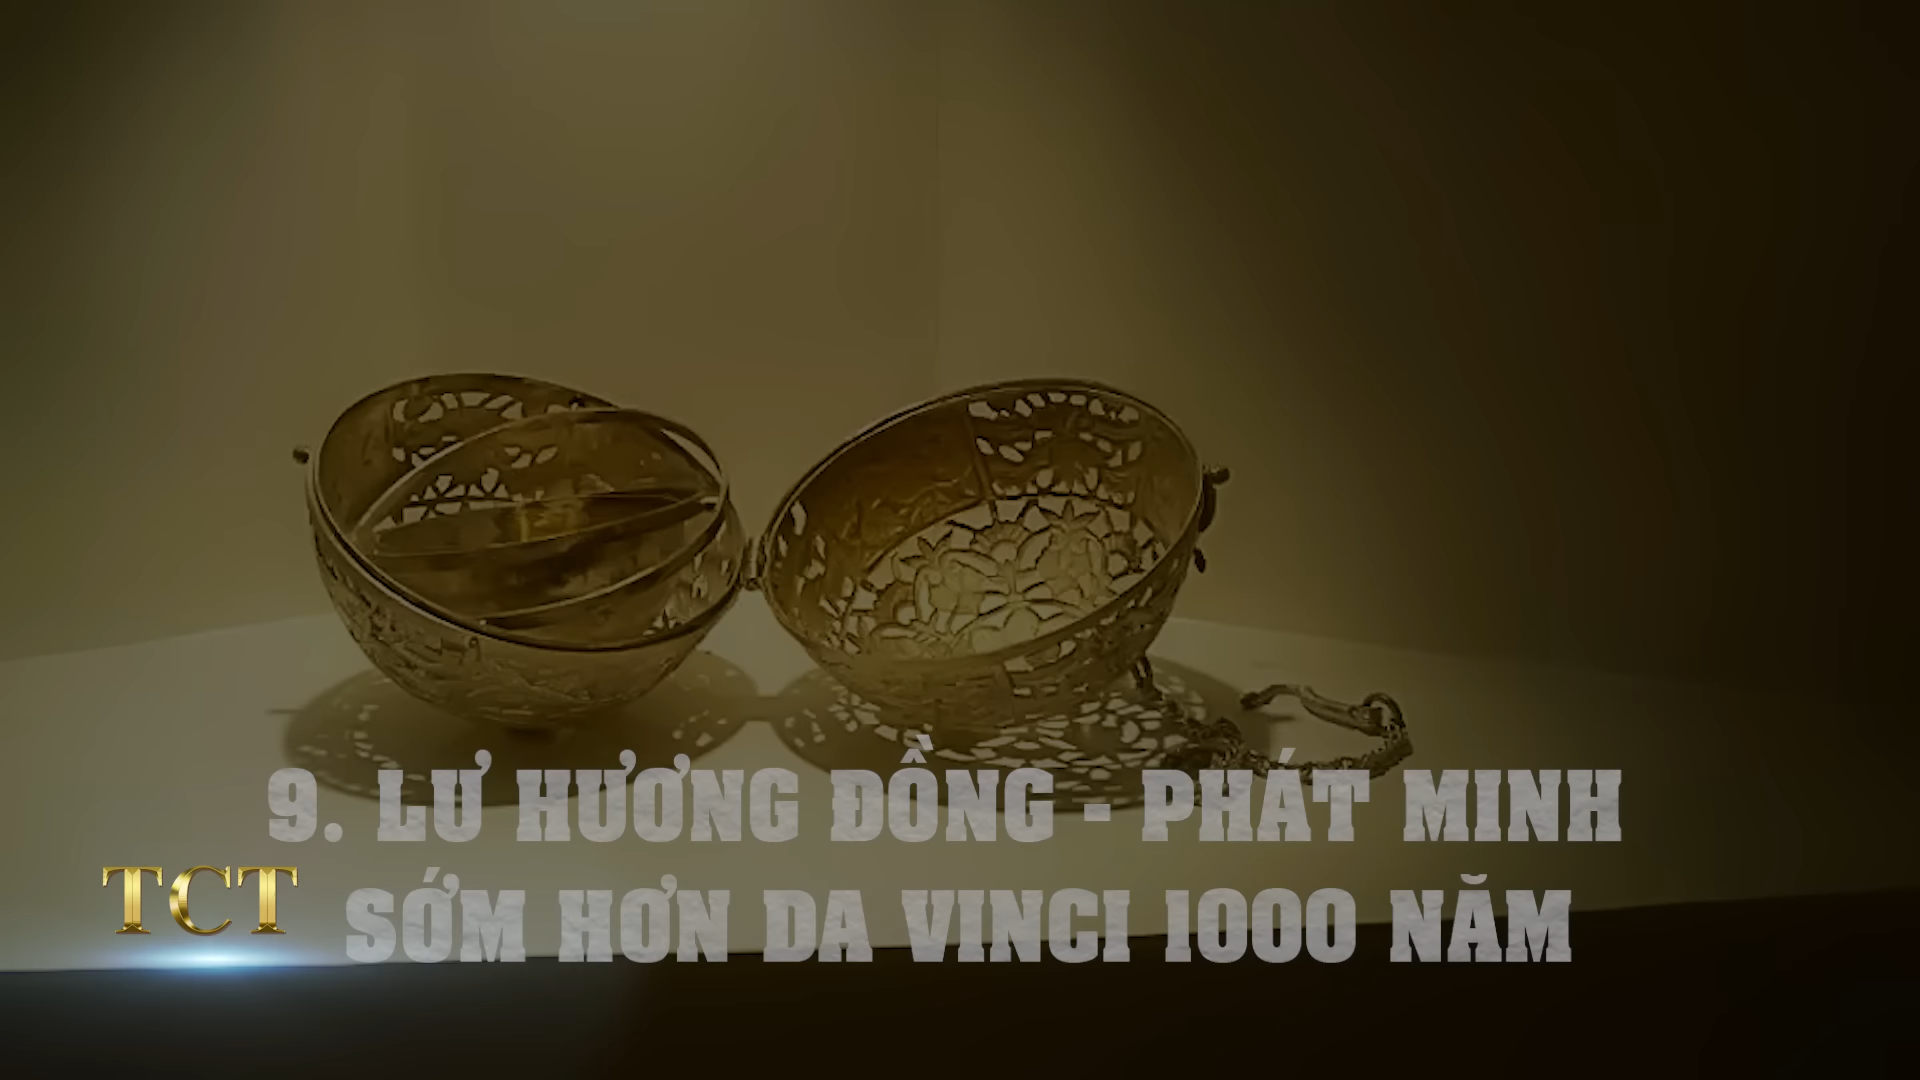 9. LƯ HƯƠNG ĐỒNG - PHÁT MINH
SỚM HƠN DA VINCI 1000 NĂM
TCT